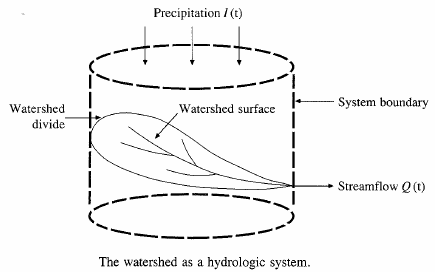 Precipitation I (t)
Watershed
divide
Watershed surface
System boundary
Streamflow Q (t)
The watershed as a hydrologic system.